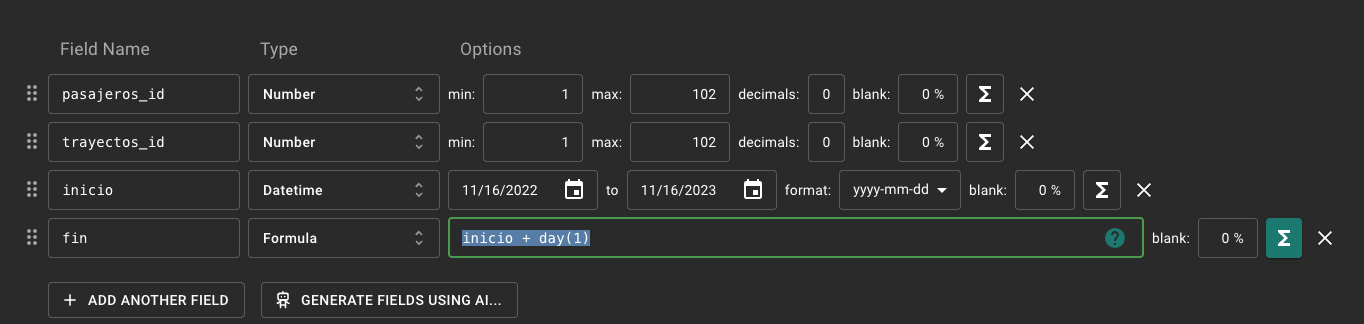 Field Name Type Options
pasajeros_id Number min: 1 max: 102 decimals: 0 blank: 0 % Σ
trayectos_id Number min: 1 max: 102 decimals: 0 blank: 0 % Σ
inicio Datetime 11/16/2022 to 11/16/2023 format: yyyy-mm-dd blank: 0 % Σ
fin Formula inicio + day(1) ? blank: 0 % Σ
+ ADD ANOTHER FIELD GENERATE FIELDS USING AI...